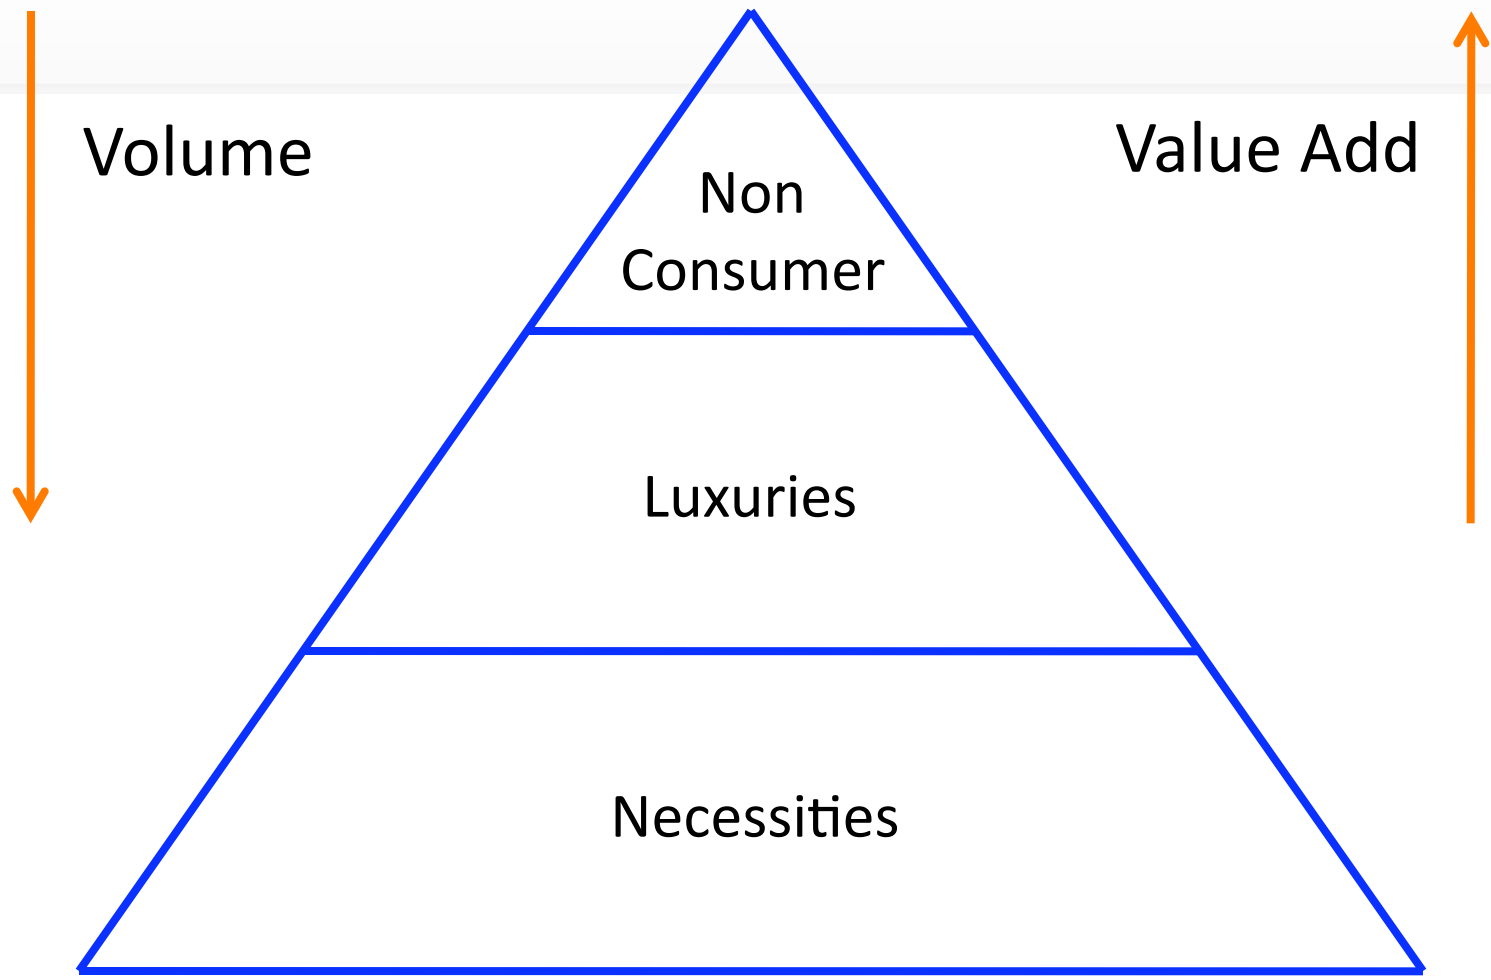 Volume
Value Add
Non
Consumer
Luxuries
Necessities